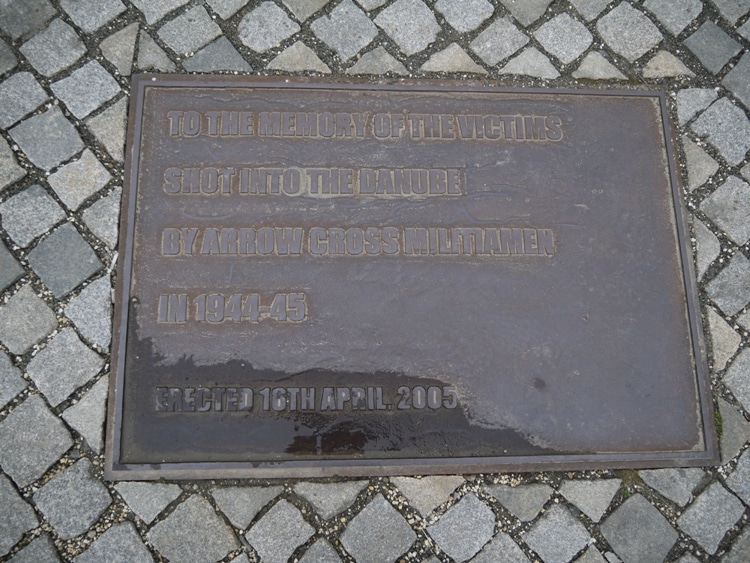 TO THE MEMORY OF THE VICTIMS
SHOT INTO THE DANUBE
BY ARROW CROSS MILITIAMEN
IN 1944-45
ERECTED 16TH APRIL, 2005